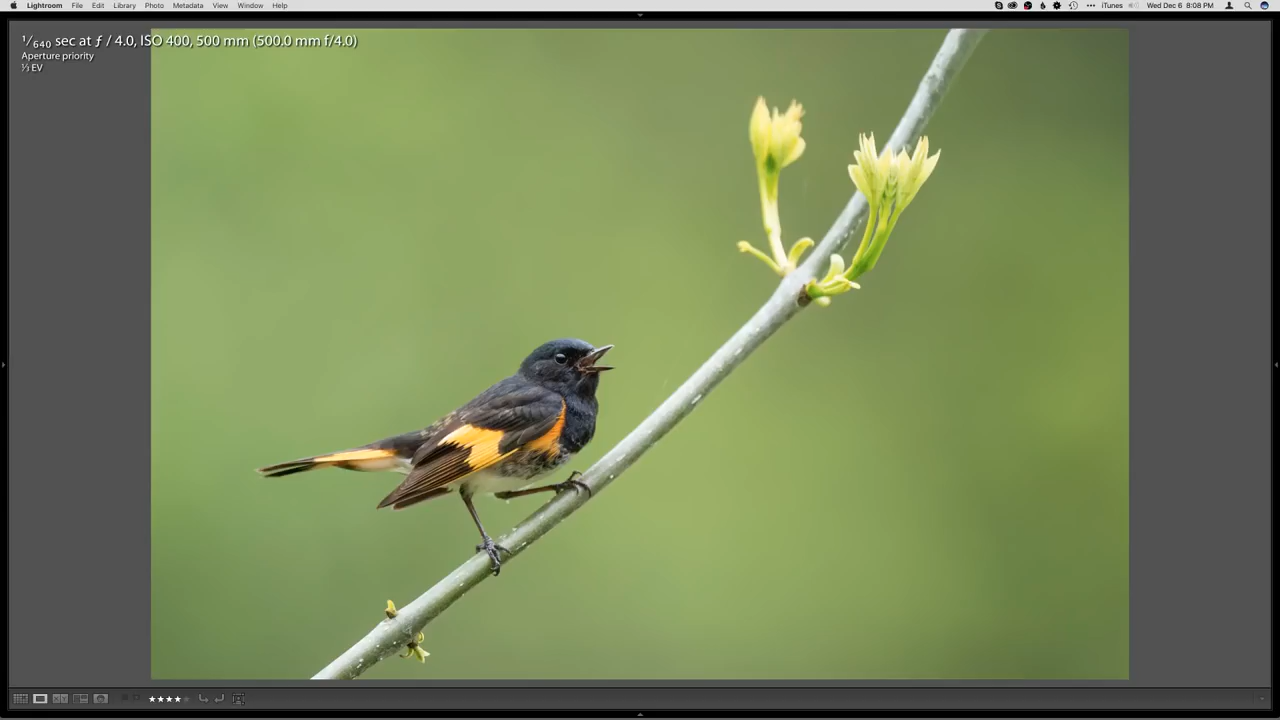 Lightroom File Edit Library Photo Metadata View Window Help iTunes Wed Dec 6 8:08 PM
1/640 sec at ƒ / 4.0, ISO 400, 500 mm (500.0 mm f/4.0)
Aperture priority
⅓ EV